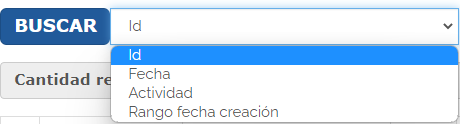 BUSCAR Id
Id
Fecha
Cantidad re
Actividad
Rango fecha creación